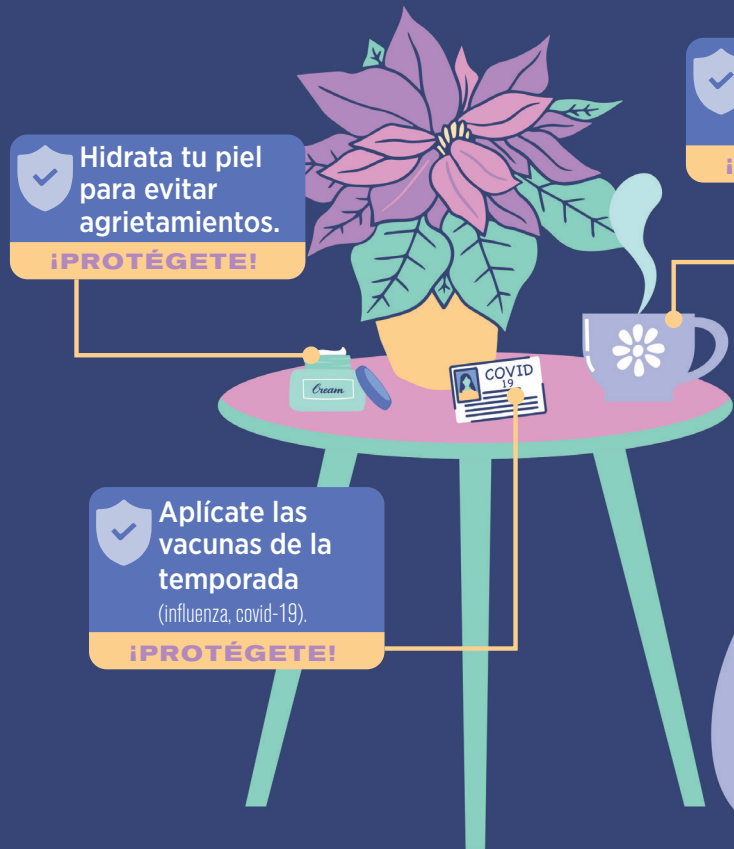 Hidrata tu piel
para evitar
agrietamientos.
¡PROTÉGETE!
Cream
COVID
19
Aplícate las
vacunas de la
temporada
(influenza, covid-19).
¡PROTÉGETE!